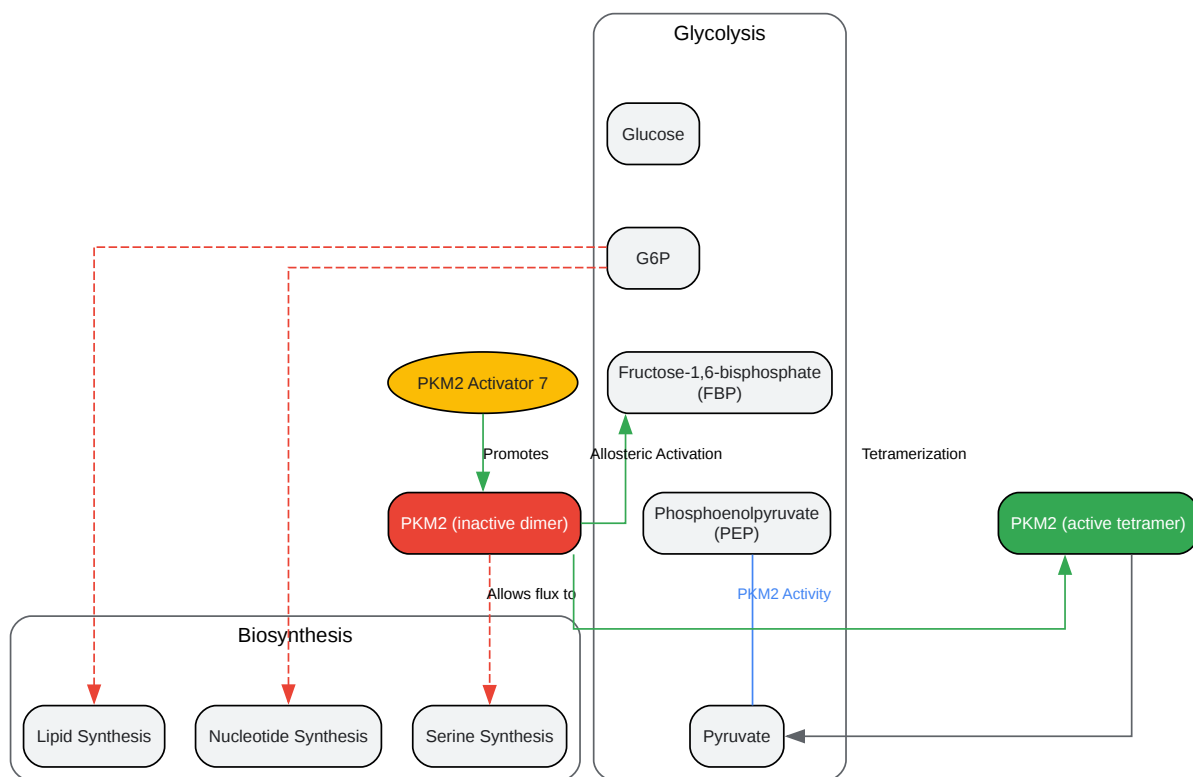 Glycolysis
Glucose
G6P
PKM2 Activator 7
Fructose-1,6-bisphosphate
(FBP)
Promotes
Allosteric Activation
Tetramerization
PKM2 (inactive dimer)
Phosphoenolpyruvate
(PEP)
PKM2 (active tetramer)
Allows flux to
PKM2 Activity
Biosynthesis
Lipid Synthesis
Nucleotide Synthesis
Serine Synthesis
Pyruvate